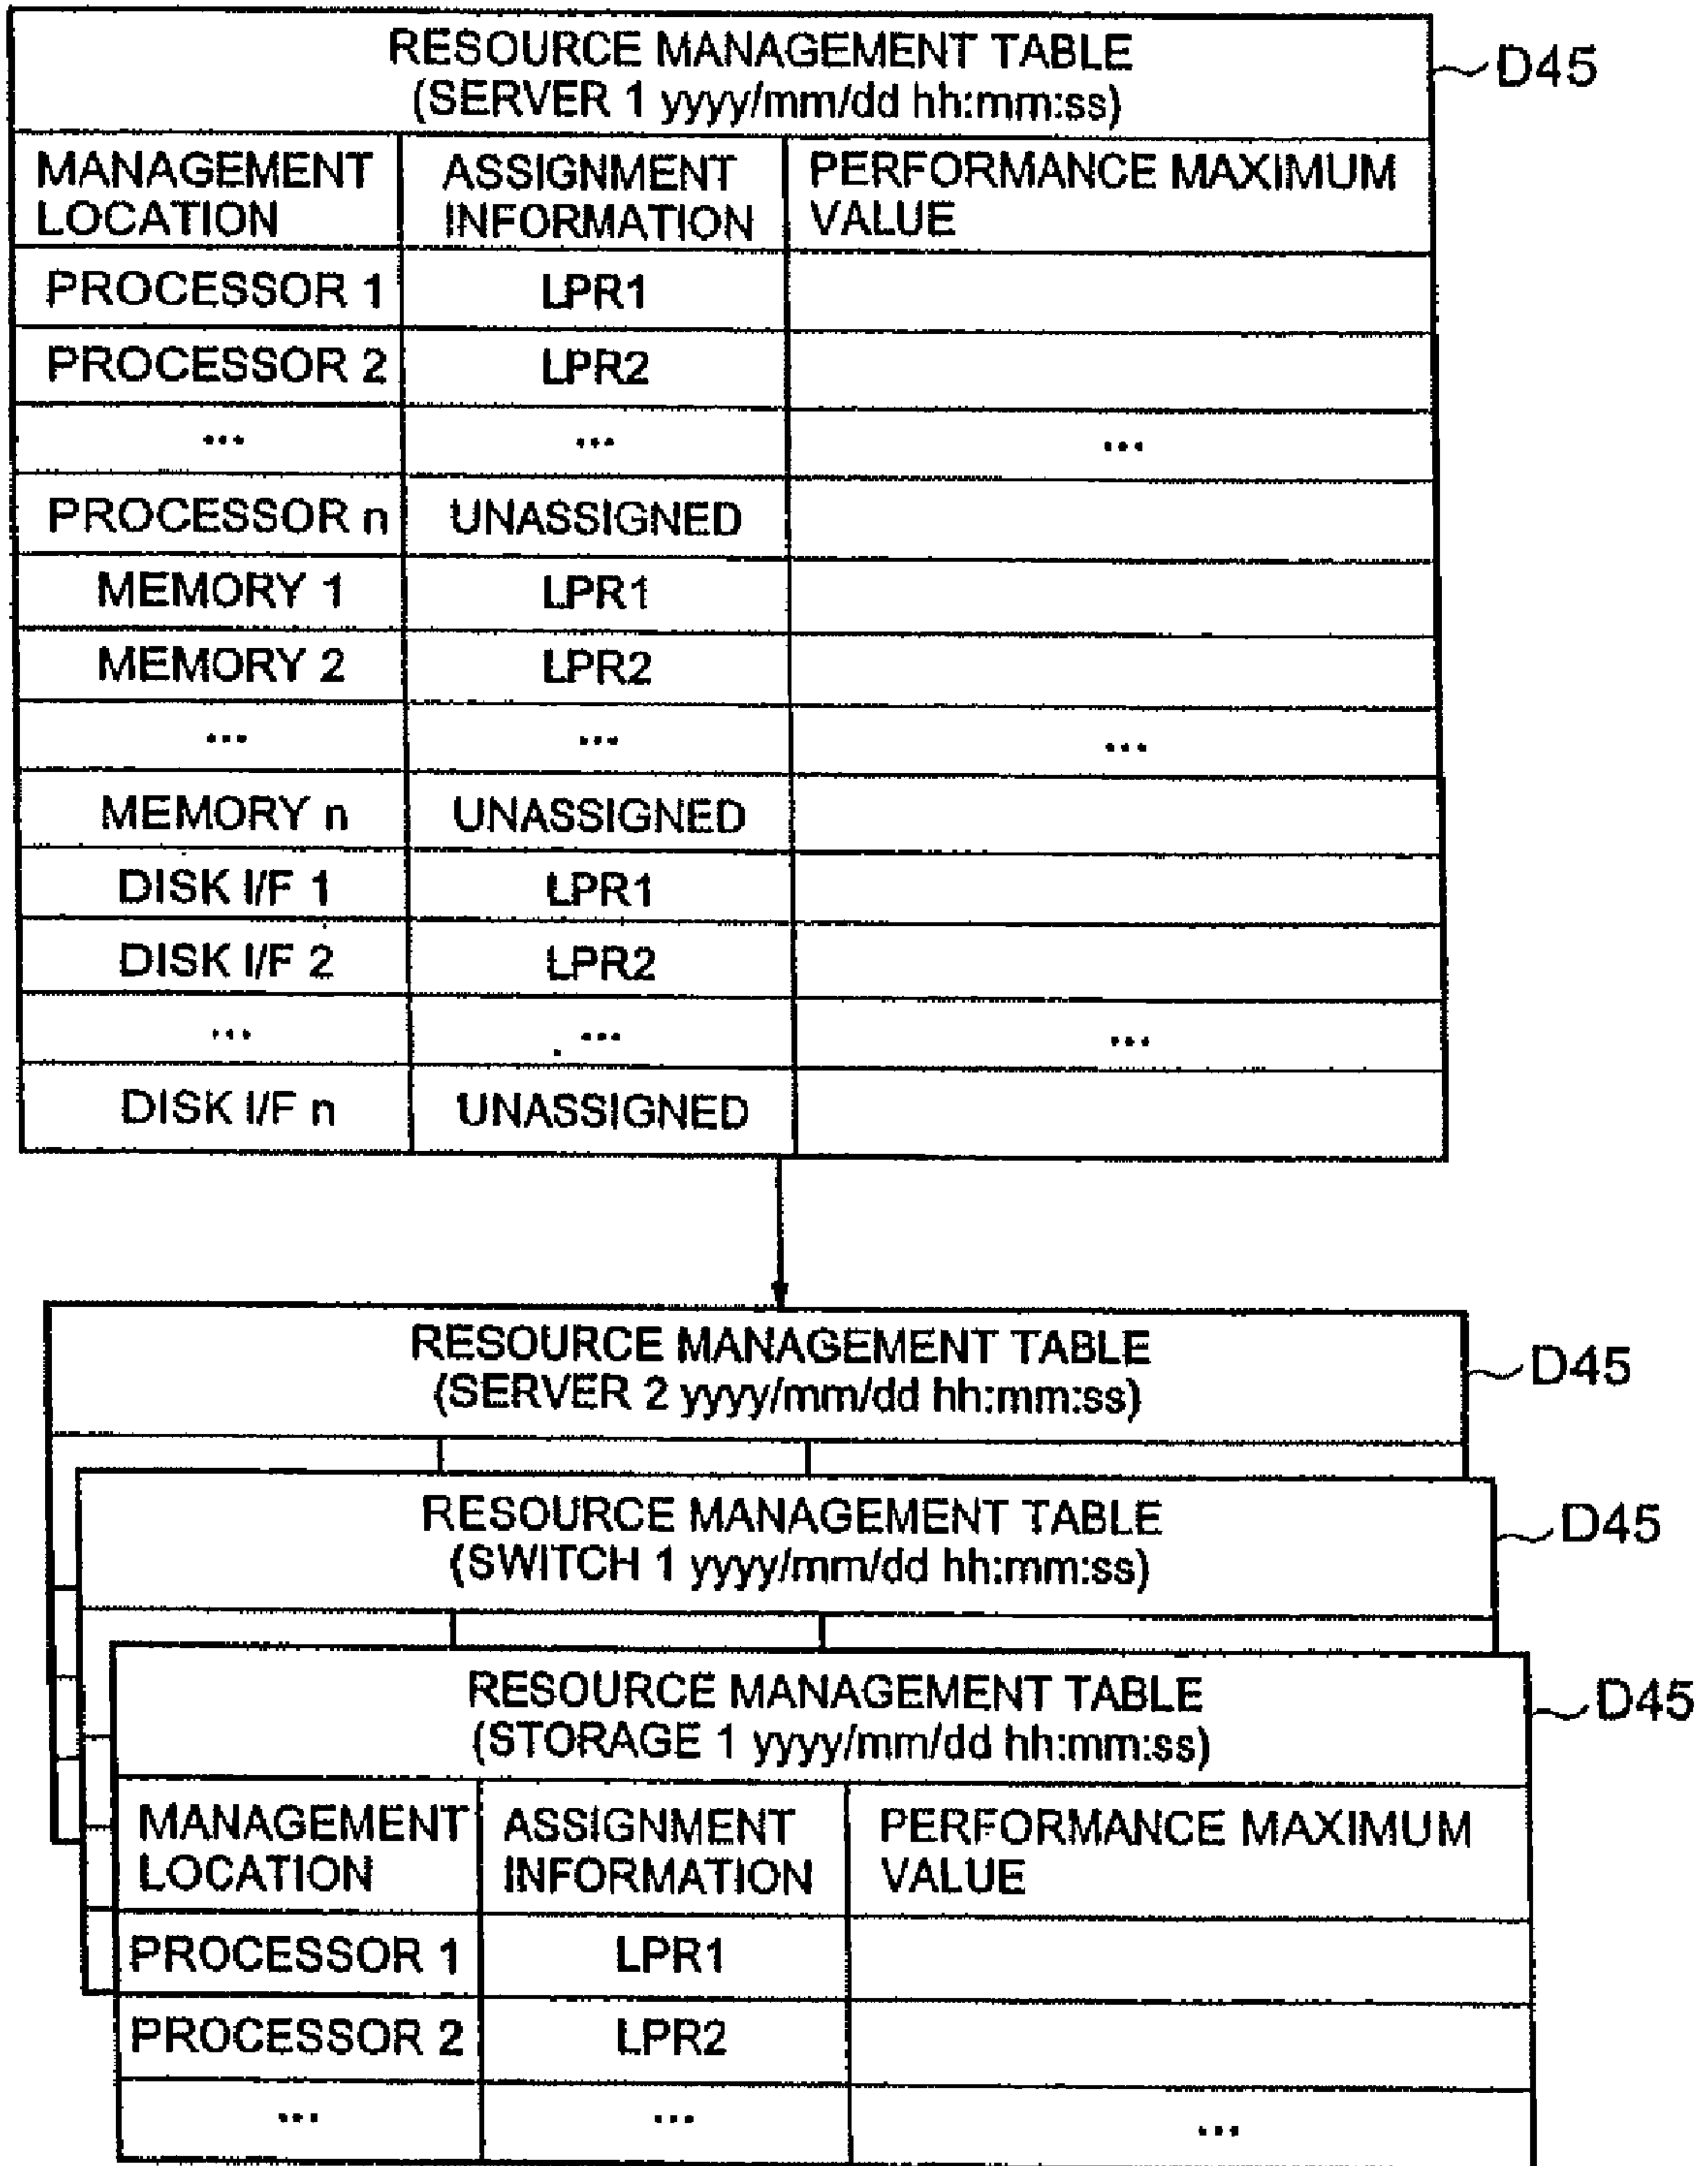 RESOURCE MANAGEMENT TABLE
(SERVER 1 yyyy/mm/dd hh:mm:ss)
D45
MANAGEMENT LOCATION
ASSIGNMENT INFORMATION
PERFORMANCE MAXIMUM VALUE
PROCESSOR 1 LPR1
PROCESSOR 2 LPR2
... ... ...
PROCESSOR n UNASSIGNED
MEMORY 1 LPR1
MEMORY 2 LPR2
... ... ...
MEMORY n UNASSIGNED
DISK I/F 1 LPR1
DISK I/F 2 LPR2
... ... ...
DISK I/F n UNASSIGNED
RESOURCE MANAGEMENT TABLE
(SERVER 2 yyyy/mm/dd hh:mm:ss)
D45
RESOURCE MANAGEMENT TABLE
(SWITCH 1 yyyy/mm/dd hh:mm:ss)
D45
RESOURCE MANAGEMENT TABLE
(STORAGE 1 yyyy/mm/dd hh:mm:ss)
D45
MANAGEMENT LOCATION
ASSIGNMENT INFORMATION
PERFORMANCE MAXIMUM VALUE
PROCESSOR 1 LPR1
PROCESSOR 2 LPR2
... ... ...